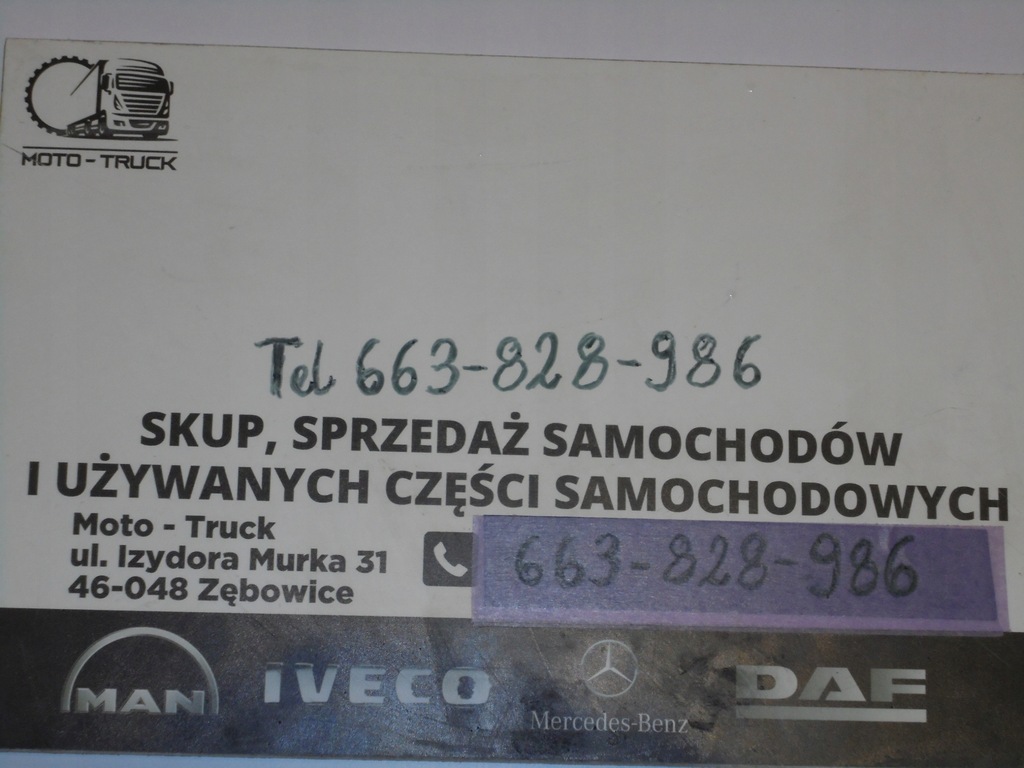 MOTO - TRUCK
Tel 663-828-986
SKUP, SPRZEDAŻ SAMOCHODÓW
I UŻYWANYCH CZĘŚCI SAMOCHODOWYCH
Moto - Truck
ul. Izydora Murka 31
46-048 Zębowice
663-828-986
MAN
IVECO
Mercedes-Benz
DAF